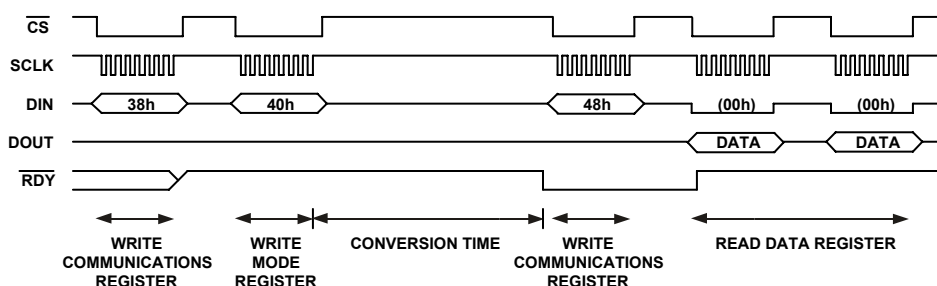 CS
SCLK
DIN 38h 40h 48h (00h) (00h)
DOUT DATA DATA
RDY
WRITE COMMUNICATIONS REGISTER
WRITE MODE REGISTER
CONVERSION TIME
WRITE COMMUNICATIONS REGISTER
READ DATA REGISTER